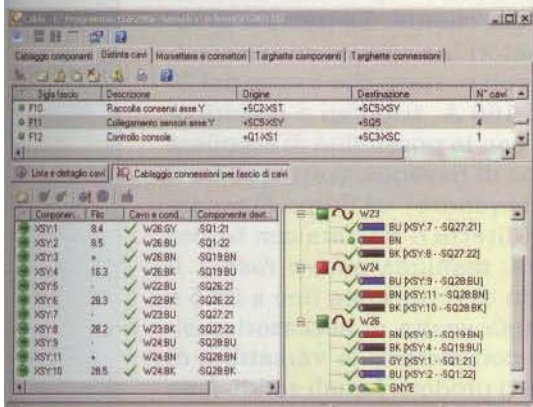 Cablaggio componenti Distinta cavi Morsettiere e connettori Targhette componenti Targhette connessioni
Sigla fascio Descrizione Origine Destinazione N° cavi
F10 Raccolta consensi asse Y +SC2-XST +SC5-XSY 1
F11 Collegamento sensori asse Y +SC5-XSY +SQ5 4
F12 Controllo console +Q1-XS1 +SC3-XSC 1
Lista e dettaglio cavi Cablaggio connessioni per fascio di cavi
Componen... Filo Cavo e cond... Componente dest...
XSY:1 8.4 W26:GY -SQ1:21
XSY:2 8.5 W26:BU -SQ1:22
XSY:3 W26:BN -SQ19:BN
XSY:4 16.3 W26:BK -SQ19:BU
XSY:5 W22:BU -SQ26:21
XSY:6 28.3 W22:BK -SQ26:22
XSY:7 W23:BU -SQ27:21
XSY:8 28.2 W23:BK -SQ27:22
XSY:9 W24:BU -SQ28:BU
XSY:11 W24:BN -SQ28:BN
XSY:10 28.5 W24:BK -SQ28:BK
W23
BU [XSY:7 - -SQ27:21]
BN
BK [XSY:8 - -SQ27:22]
W24
BU [XSY:9 - -SQ28:BU]
BN [XSY:11 - -SQ28:BN]
BK [XSY:10 - -SQ28:BK]
W26
BN [XSY:3 - -SQ19:BN]
BK [XSY:4 - -SQ19:BU]
GY [XSY:1 - -SQ1:21]
BU [XSY:2 - -SQ1:22]
GNYE